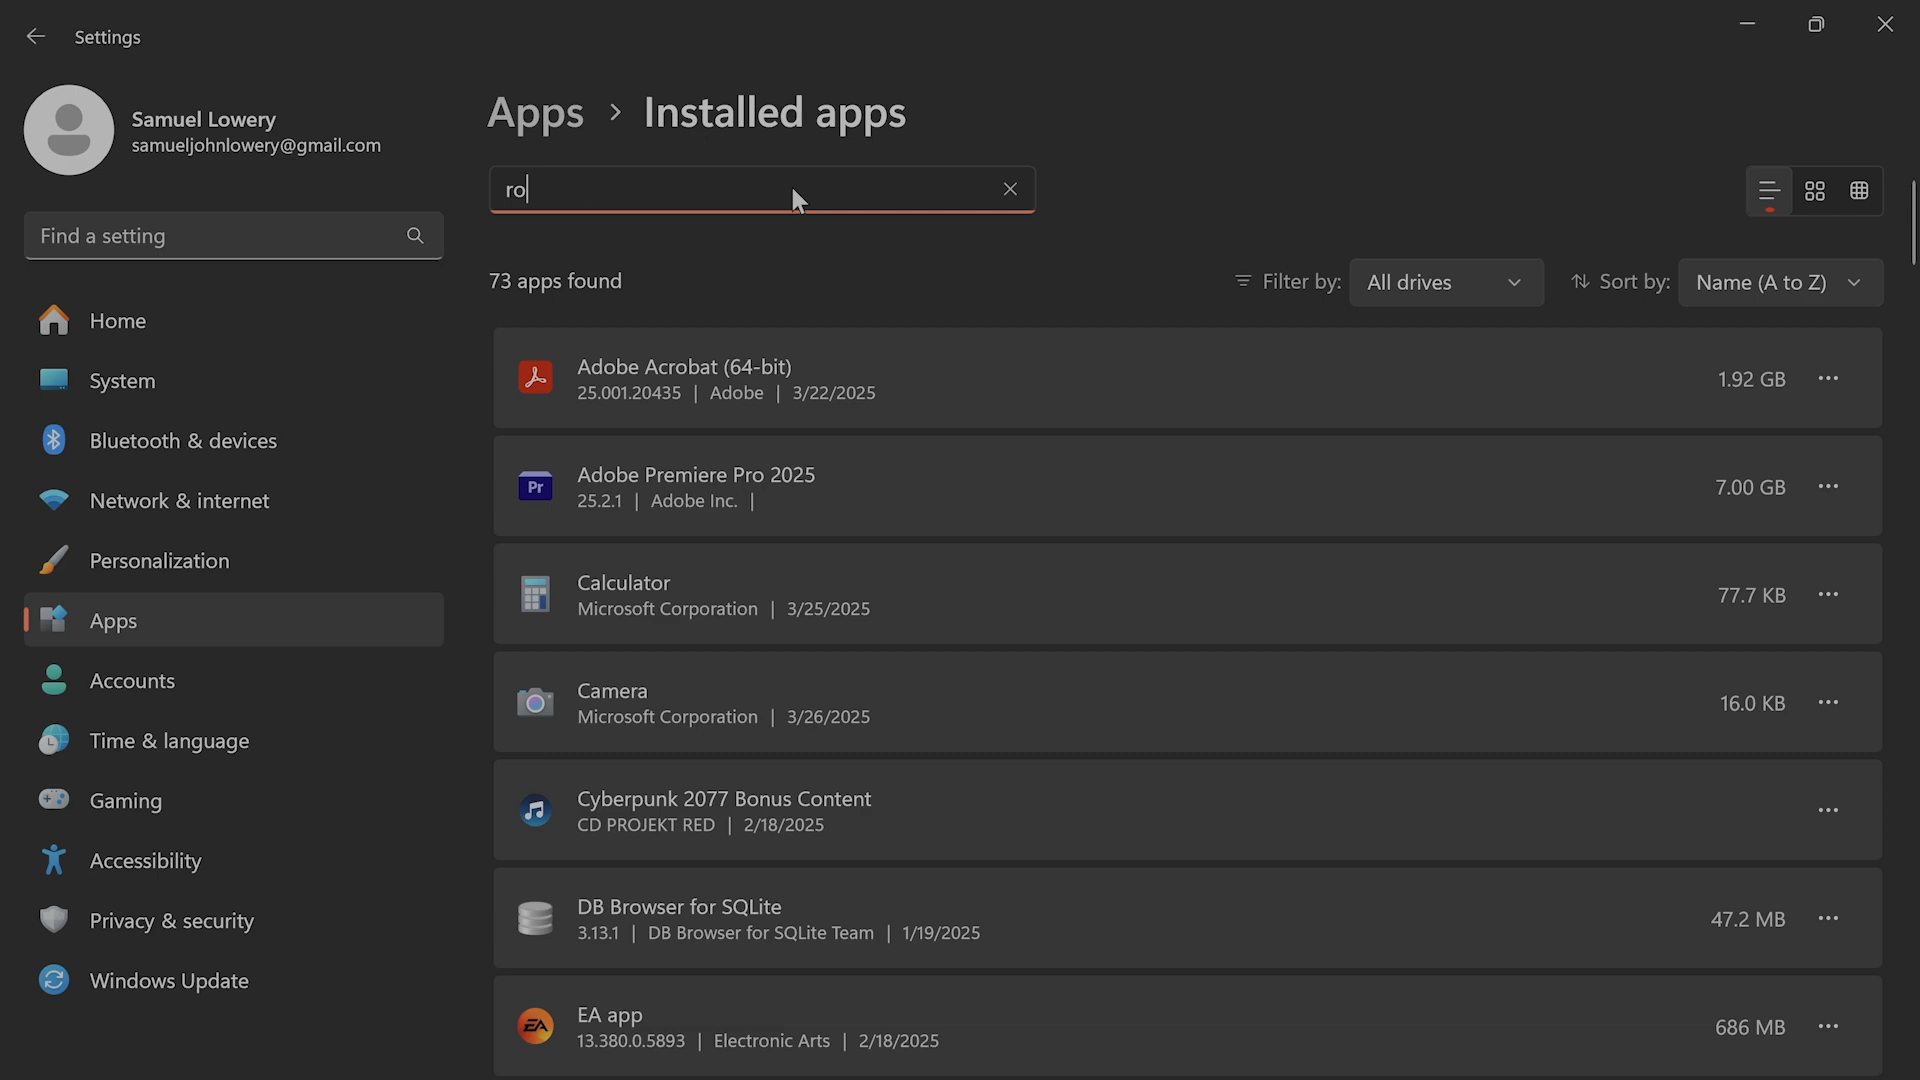 Settings
Samuel Lowery
samueljohnlowery@gmail.com
Find a setting
Home
System
Bluetooth & devices
Network & internet
Personalization
Apps
Accounts
Time & language
Gaming
Accessibility
Privacy & security
Windows Update
Apps > Installed apps
ro
73 apps found
Filter by: All drives
Sort by: Name (A to Z)
Adobe Acrobat (64-bit)
25.001.20435 | Adobe | 3/22/2025
1.92 GB
Adobe Premiere Pro 2025
25.2.1 | Adobe Inc. |
7.00 GB
Calculator
Microsoft Corporation | 3/25/2025
77.7 KB
Camera
Microsoft Corporation | 3/26/2025
16.0 KB
Cyberpunk 2077 Bonus Content
CD PROJEKT RED | 2/18/2025
DB Browser for SQLite
3.13.1 | DB Browser for SQLite Team | 1/19/2025
47.2 MB
EA app
13.380.0.5893 | Electronic Arts | 2/18/2025
686 MB
Pr
EA